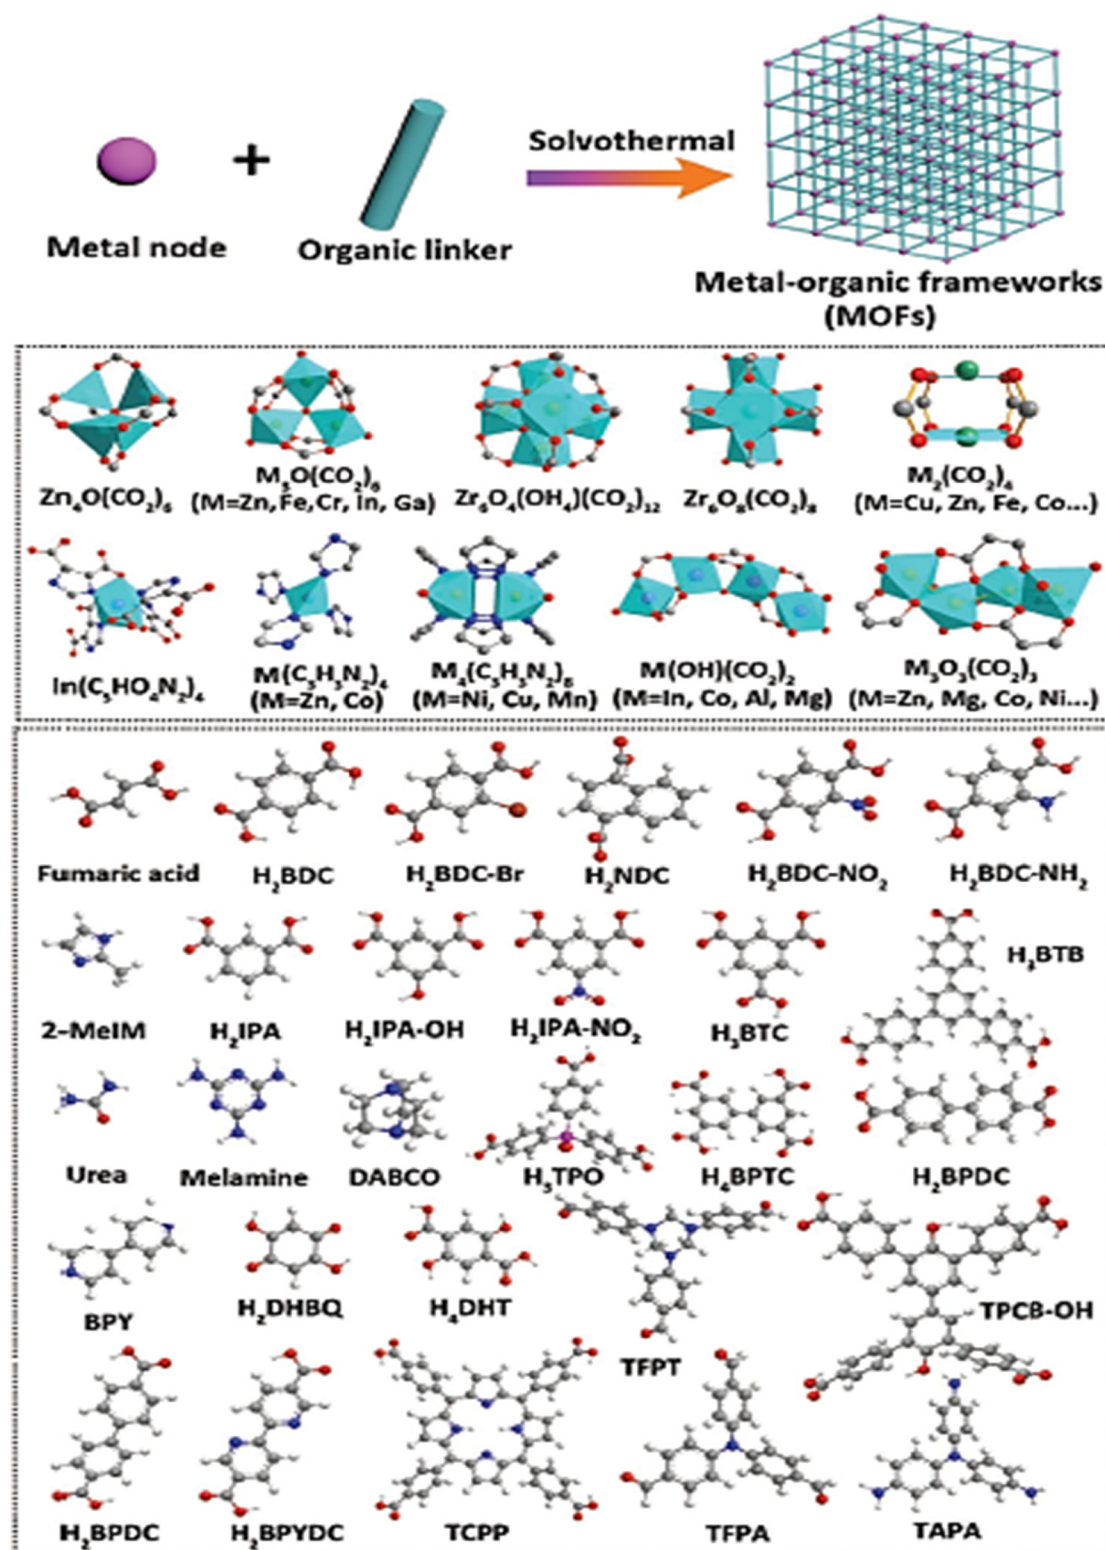 +
Solvothermal
Metal node
Organic linker
Metal-organic frameworks
(MOFs)
Zn₄O(CO₂)₆
M₃O(CO₂)₆
(M=Zn, Fe, Cr, In, Ga)
Zr₆O₄(OH₄)(CO₂)₁₂
Zr₆O₈(CO₂)₈
M₂(CO₂)₄
(M=Cu, Zn, Fe, Co...)
In(C₅HO₄N₂)₄
M(C₃H₃N₂)₄
(M=Zn, Co)
M₄(C₃H₃N₂)₈
(M=Ni, Cu, Mn)
M(OH)(CO₂)₂
(M=In, Co, Al, Mg)
M₃O₃(CO₂)₃
(M=Zn, Mg, Co, Ni...)
Fumaric acid
H₂BDC
H₂BDC-Br
H₂NDC
H₂BDC-NO₂
H₂BDC-NH₂
2-MeIM
H₂IPA
H₂IPA-OH
H₂IPA-NO₂
H₃BTC
H₃BTB
Urea
Melamine
DABCO
H₃TPO
H₄BPTC
H₂BPDC
BPY
H₂DHBQ
H₄DHT
TFPT
TPCB-OH
H₂BPDC
H₂BPYDC
TCPP
TFPA
TAPA